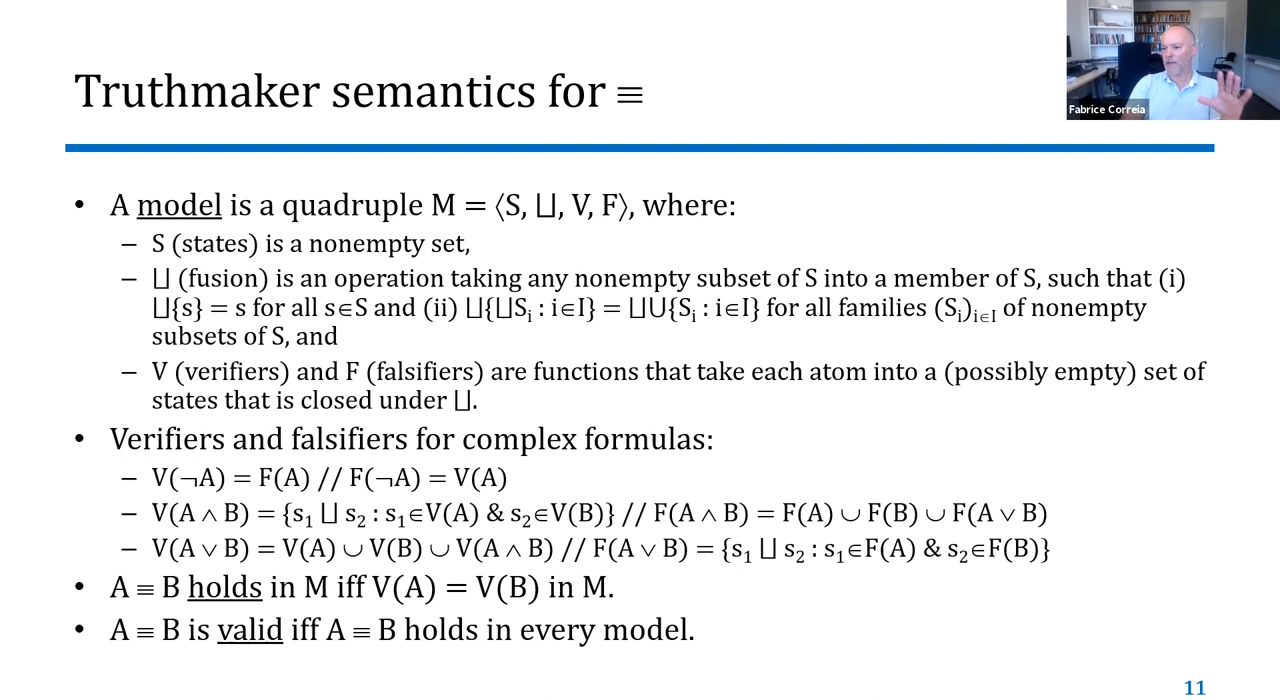 Truthmaker semantics for ≡
Fabrice Correia
• A model is a quadruple M = ⟨S, ⨆, V, F⟩, where:
– S (states) is a nonempty set,
– ⨆ (fusion) is an operation taking any nonempty subset of S into a member of S, such that (i)
⨆{s} = s for all s∈S and (ii) ⨆{⨆Sᵢ : i∈I} = ⨆⋃{Sᵢ : i∈I} for all families (Sᵢ)ᵢ∈I of nonempty
subsets of S, and
– V (verifiers) and F (falsifiers) are functions that take each atom into a (possibly empty) set of
states that is closed under ⨆.
• Verifiers and falsifiers for complex formulas:
– V(¬A) = F(A) // F(¬A) = V(A)
– V(A ∧ B) = {s₁ ⨆ s₂ : s₁∈V(A) & s₂∈V(B)} // F(A ∧ B) = F(A) ∪ F(B) ∪ F(A ∨ B)
– V(A ∨ B) = V(A) ∪ V(B) ∪ V(A ∧ B) // F(A ∨ B) = {s₁ ⨆ s₂ : s₁∈F(A) & s₂∈F(B)}
• A ≡ B holds in M iff V(A) = V(B) in M.
• A ≡ B is valid iff A ≡ B holds in every model.
11